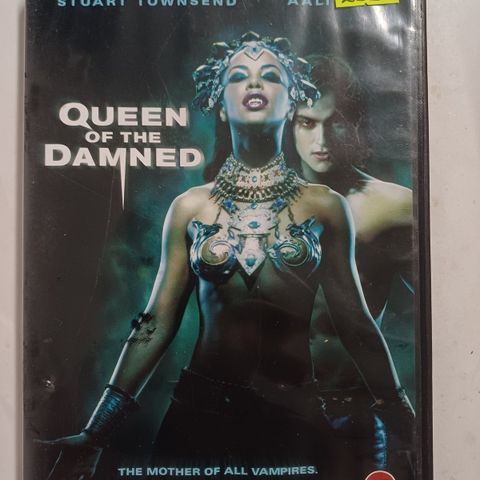 STUART TOWNSEND
QUEEN
OF THE
DAMNED
THE MOTHER OF ALL VAMPIRES.